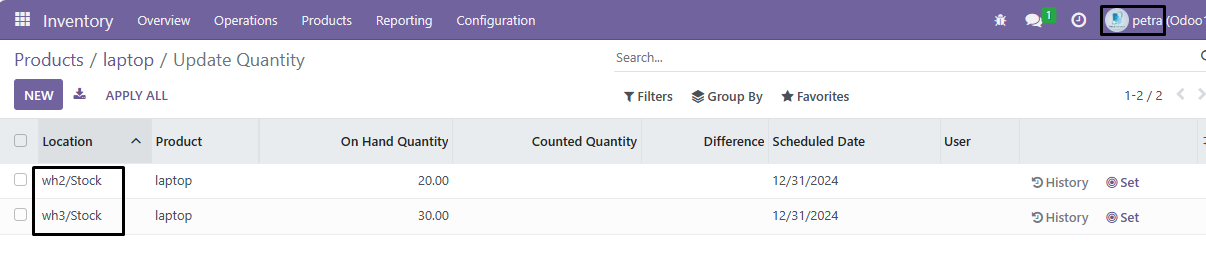 Inventory Overview Operations Products Reporting Configuration 1 petra (Odoo1
Products / laptop / Update Quantity Search...
NEW APPLY ALL Filters Group By Favorites 1-2 / 2
Location Product On Hand Quantity Counted Quantity Difference Scheduled Date User
wh2/Stock laptop 20.00 12/31/2024 History Set
wh3/Stock laptop 30.00 12/31/2024 History Set